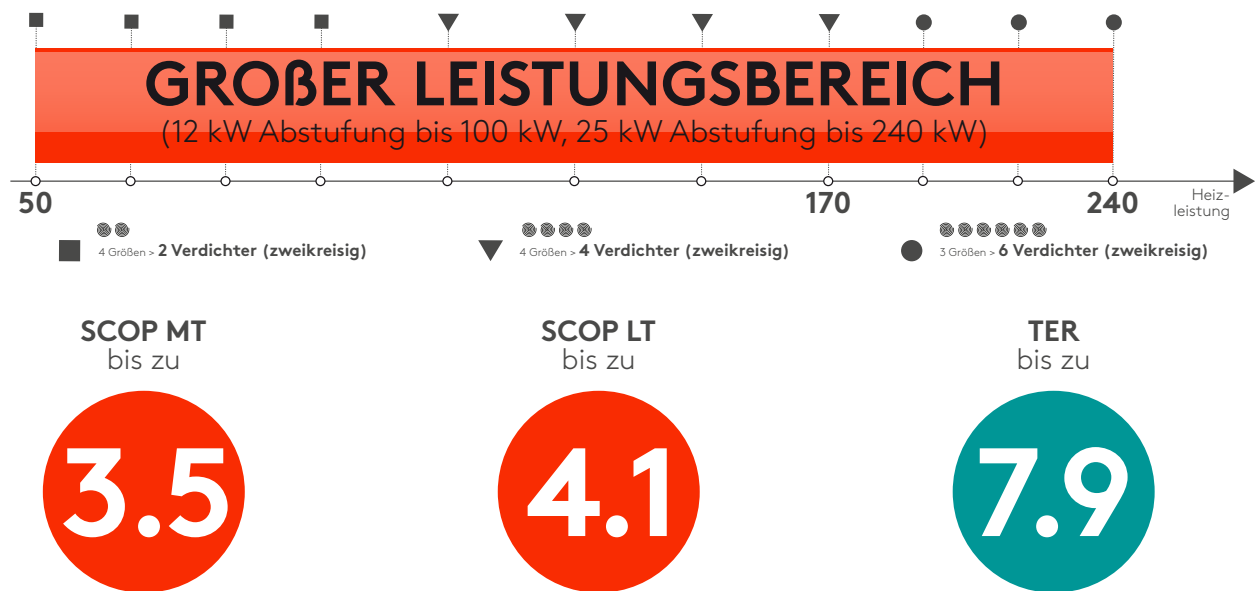 GROßER LEISTUNGSBEREICH
(12 kW Abstufung bis 100 kW, 25 kW Abstufung bis 240 kW)
50
170
240
Heiz-
leistung
4 Größen > 2 Verdichter (zweikreisig)
4 Größen > 4 Verdichter (zweikreisig)
3 Größen > 6 Verdichter (zweikreisig)
SCOP MT
bis zu
3.5
SCOP LT
bis zu
4.1
TER
bis zu
7.9